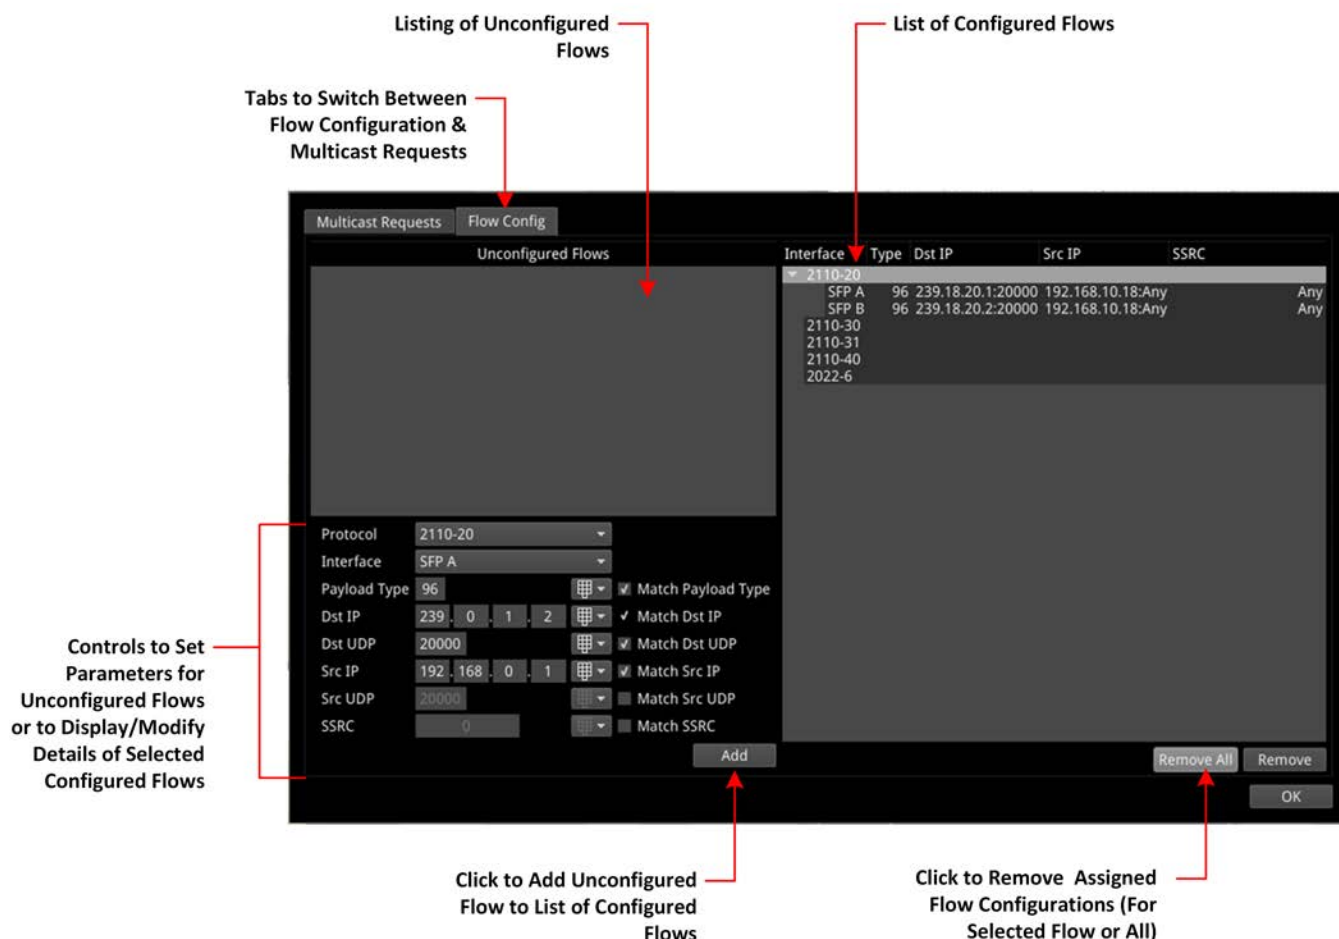 Listing of Unconfigured
Flows
List of Configured Flows
Tabs to Switch Between
Flow Configuration &
Multicast Requests
Multicast Requests Flow Config
Unconfigured Flows
Interface Type Dst IP Src IP SSRC
2110-20
SFP A 96 239.18.20.1:20000 192.168.10.18:Any Any
SFP B 96 239.18.20.2:20000 192.168.10.18:Any Any
2110-30
2110-31
2110-40
2022-6
Protocol 2110-20
Interface SFP A
Payload Type 96 Match Payload Type
Dst IP 239. 0 . 1 . 2 Match Dst IP
Dst UDP 20000 Match Dst UDP
Src IP 192. 168. 0 . 1 Match Src IP
Src UDP 20000 Match Src UDP
SSRC 0 Match SSRC
Add
Remove All Remove
OK
Controls to Set
Parameters for
Unconfigured Flows
or to Display/Modify
Details of Selected
Configured Flows
Click to Add Unconfigured
Flow to List of Configured
Flows
Click to Remove Assigned
Flow Configurations (For
Selected Flow or All)